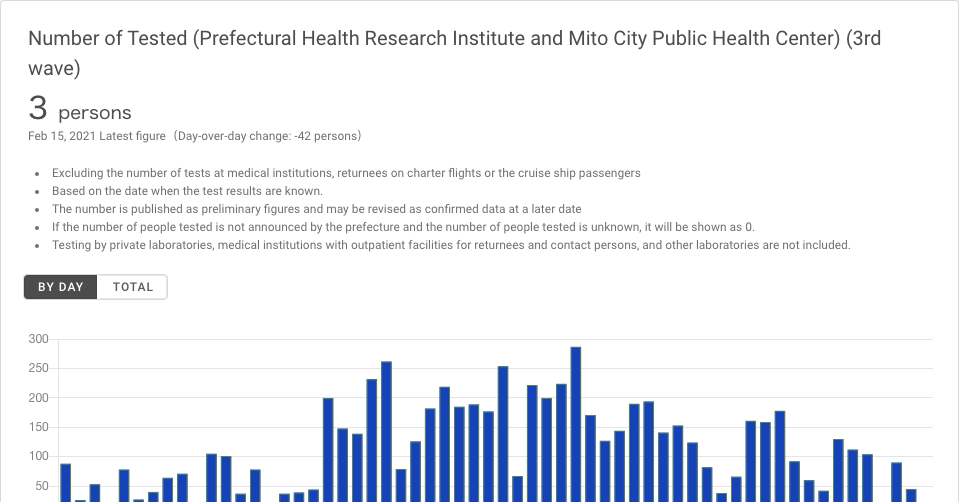 Number of Tested (Prefectural Health Research Institute and Mito City Public Health Center) (3rd
wave)
3 persons
Feb 15, 2021 Latest figure（Day-over-day change: -42 persons）
• Excluding the number of tests at medical institutions, returnees on charter flights or the cruise ship passengers
• Based on the date when the test results are known.
• The number is published as preliminary figures and may be revised as confirmed data at a later date
• If the number of people tested is not announced by the prefecture and the number of people tested is unknown, it will be shown as 0.
• Testing by private laboratories, medical institutions with outpatient facilities for returnees and contact persons, and other laboratories are not included.
BY DAY TOTAL
300
250
200
150
100
50